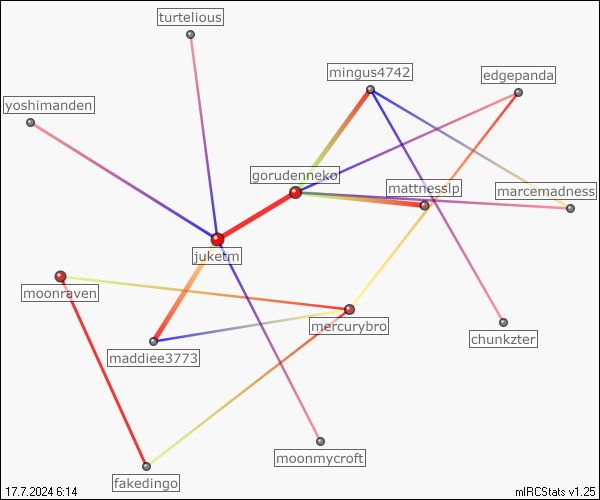 turtelious
mingus4742
edgepanda
yoshimanden
gorudenneko
mattnesslp
marcemadness
juketm
moonraven
mercurybro
chunkzter
maddiee3773
moonmycroft
fakedingo
17.7.2024 6:14
mIRCStats v1.25